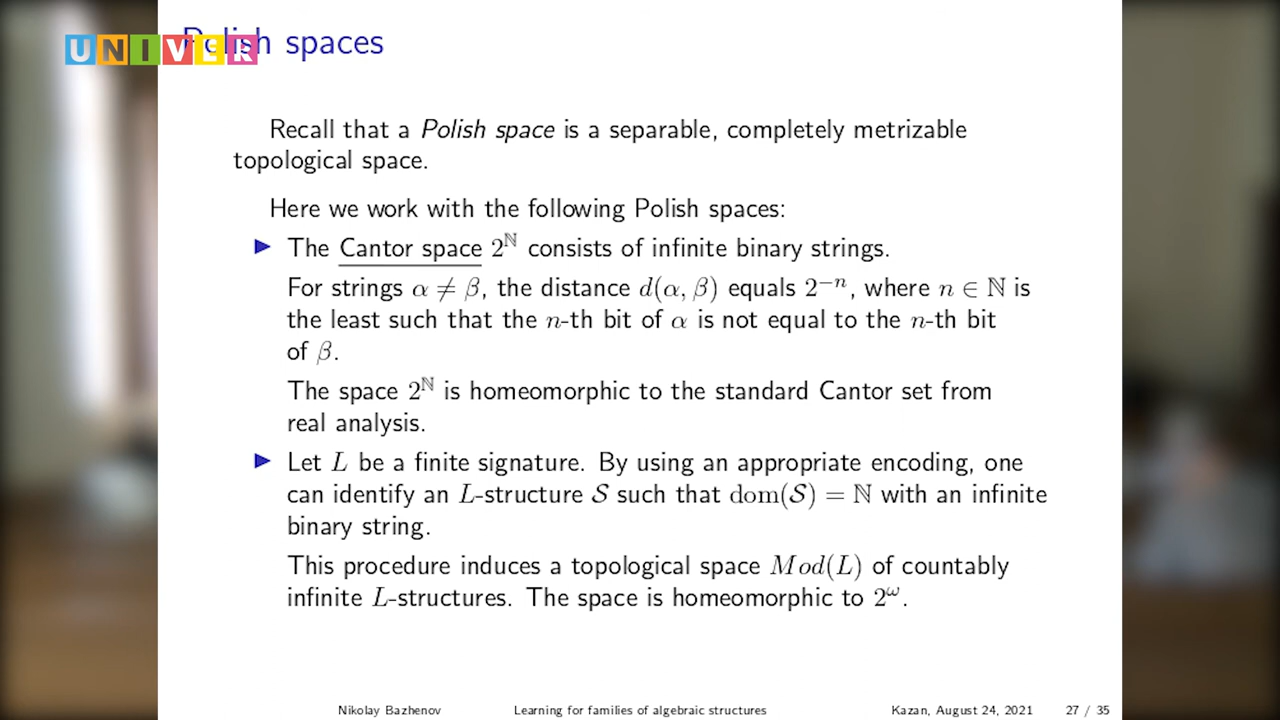 UNIVER
Polish spaces
Recall that a Polish space is a separable, completely metrizable
topological space.
Here we work with the following Polish spaces:
▶ The Cantor space 2^ℕ consists of infinite binary strings.
For strings α ≠ β, the distance d(α, β) equals 2^{−n}, where n ∈ ℕ is
the least such that the n-th bit of α is not equal to the n-th bit
of β.
The space 2^ℕ is homeomorphic to the standard Cantor set from
real analysis.
▶ Let L be a finite signature. By using an appropriate encoding, one
can identify an L-structure 𝒮 such that dom(𝒮) = ℕ with an infinite
binary string.
This procedure induces a topological space Mod(L) of countably
infinite L-structures. The space is homeomorphic to 2^ω.
Nikolay Bazhenov Learning for families of algebraic structures Kazan, August 24, 2021 27 / 35